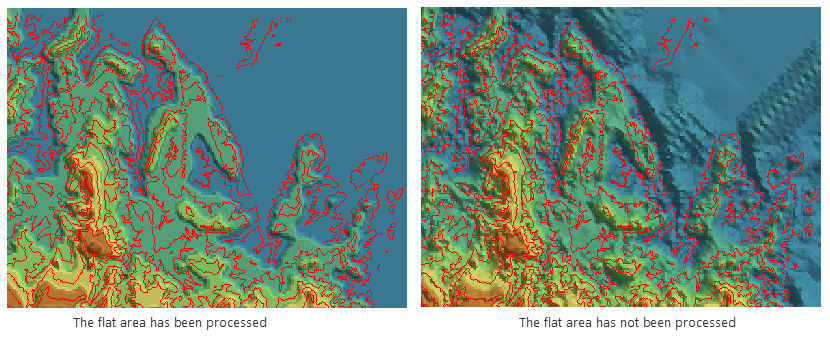 The flat area has been processed
The flat area has not been processed